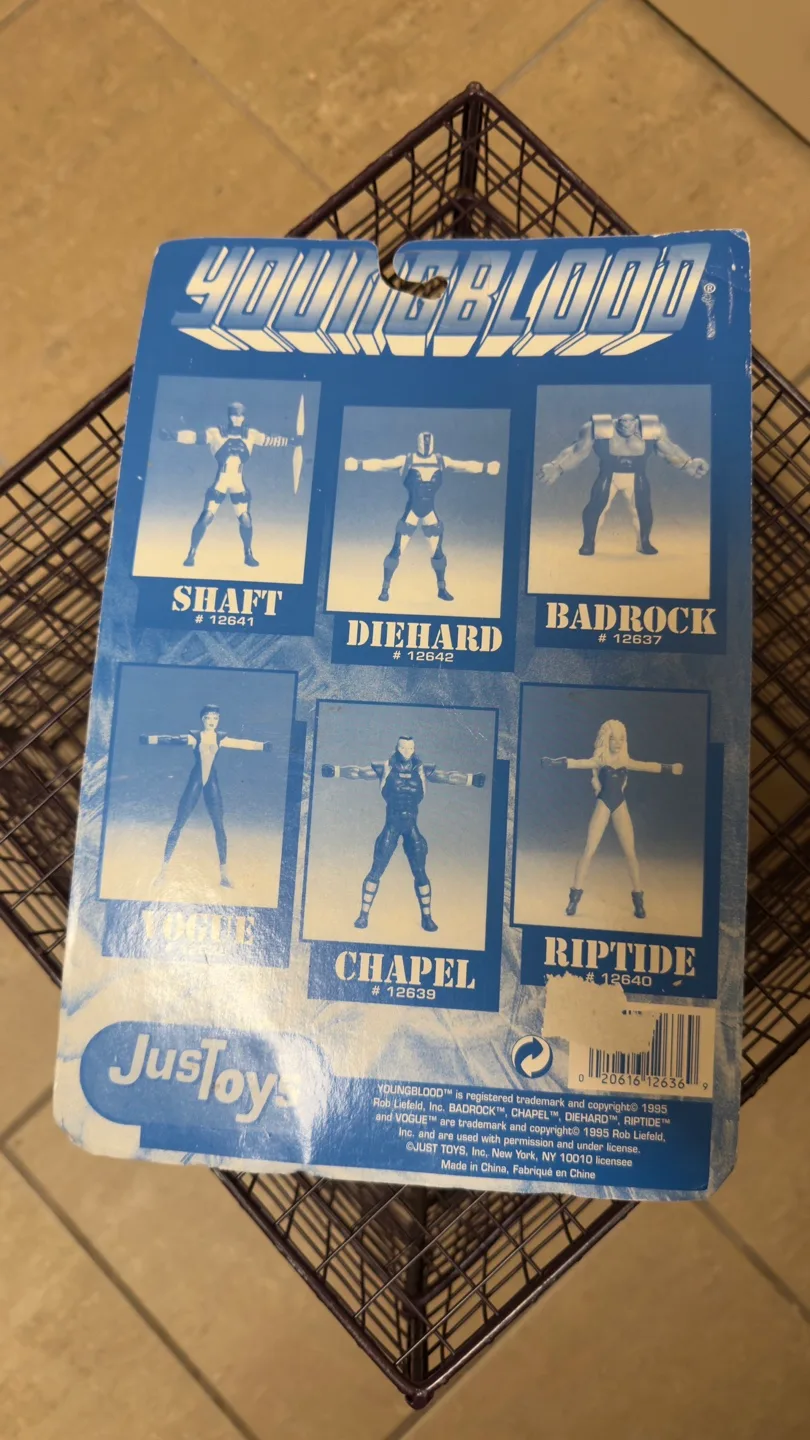 YOUNGBLOOD®
SHAFT
# 12641
DIEHARD
# 12642
BADROCK
# 12637
VOGUE
CHAPEL
# 12639
RIPTIDE
# 12640
JusToys
0 20616 12636 9
YOUNGBLOOD™ is registered trademark and copyright© 1995
Rob Liefeld, Inc. BADROCK™, CHAPEL™, DIEHARD™, RIPTIDE™
and VOGUE™ are trademark and copyright© 1995 Rob Liefeld,
Inc. and are used with permission and under license.
©JUST TOYS, Inc, New York, NY 10010 licensee
Made in China, Fabriqué en Chine